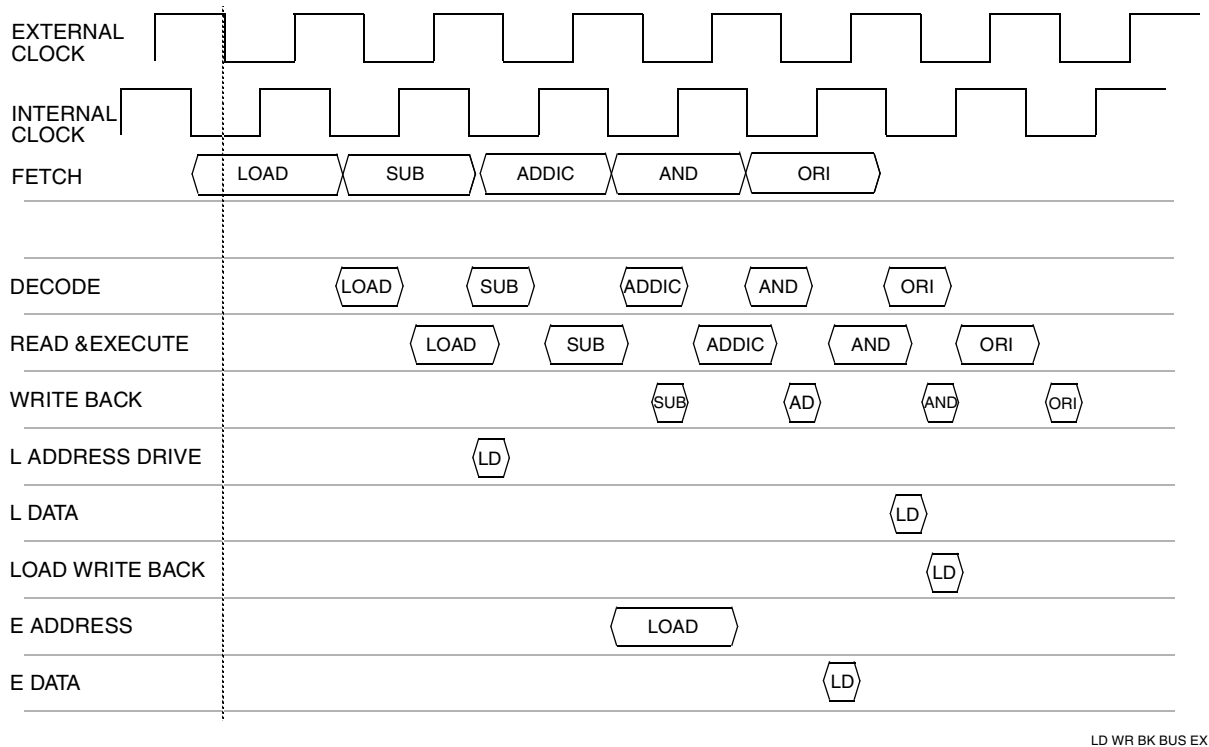 EXTERNAL
CLOCK
INTERNAL
CLOCK
FETCH LOAD SUB ADDIC AND ORI
DECODE LOAD SUB ADDIC AND ORI
READ &EXECUTE LOAD SUB ADDIC AND ORI
WRITE BACK SUB AD AND ORI
L ADDRESS DRIVE LD
L DATA LD
LOAD WRITE BACK LD
E ADDRESS LOAD
E DATA LD
LD WR BK BUS EX